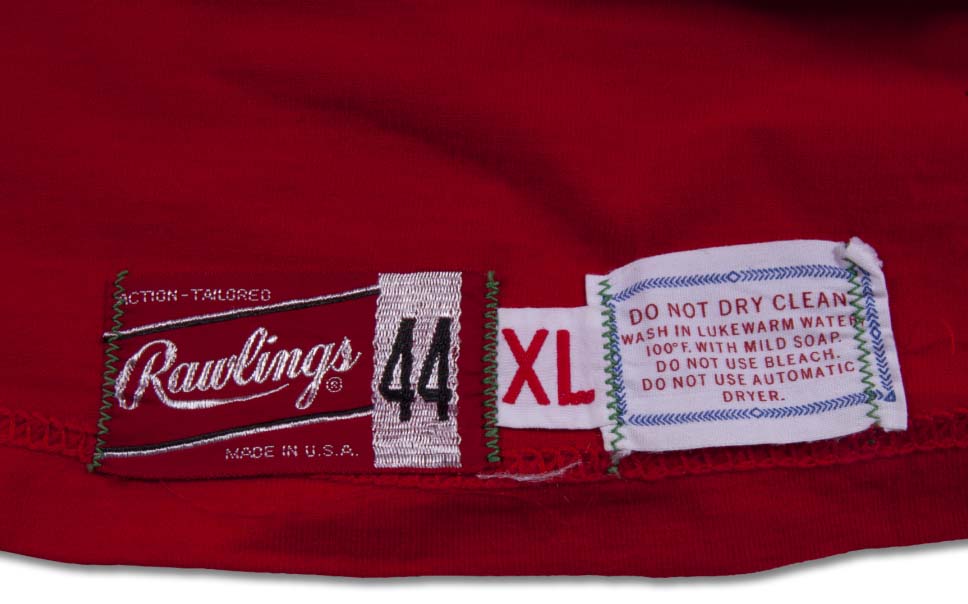 ACTION-TAILORED
Rawlings ®
MADE IN U.S.A.
44
XL
DO NOT DRY CLEAN
WASH IN LUKEWARM WATER
100°F. WITH MILD SOAP.
DO NOT USE BLEACH.
DO NOT USE AUTOMATIC
DRYER.